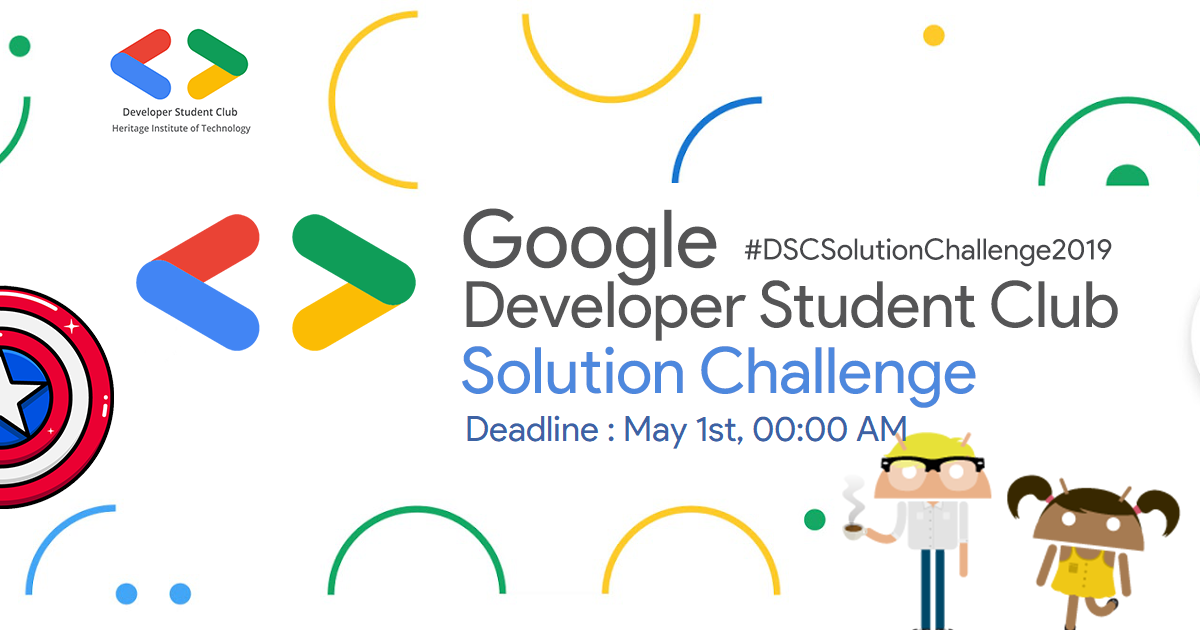 Developer Student Club
Heritage Institute of Technology
Google #DSCSolutionChallenge2019
Developer Student Club
Solution Challenge
Deadline : May 1st, 00:00 AM